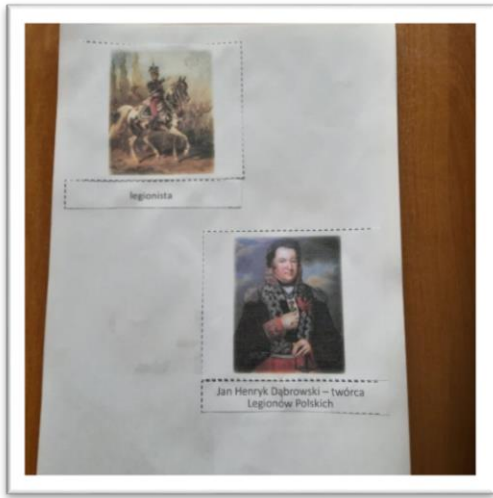 legionista
Jan Henryk Dąbrowski – twórca
Legionów Polskich